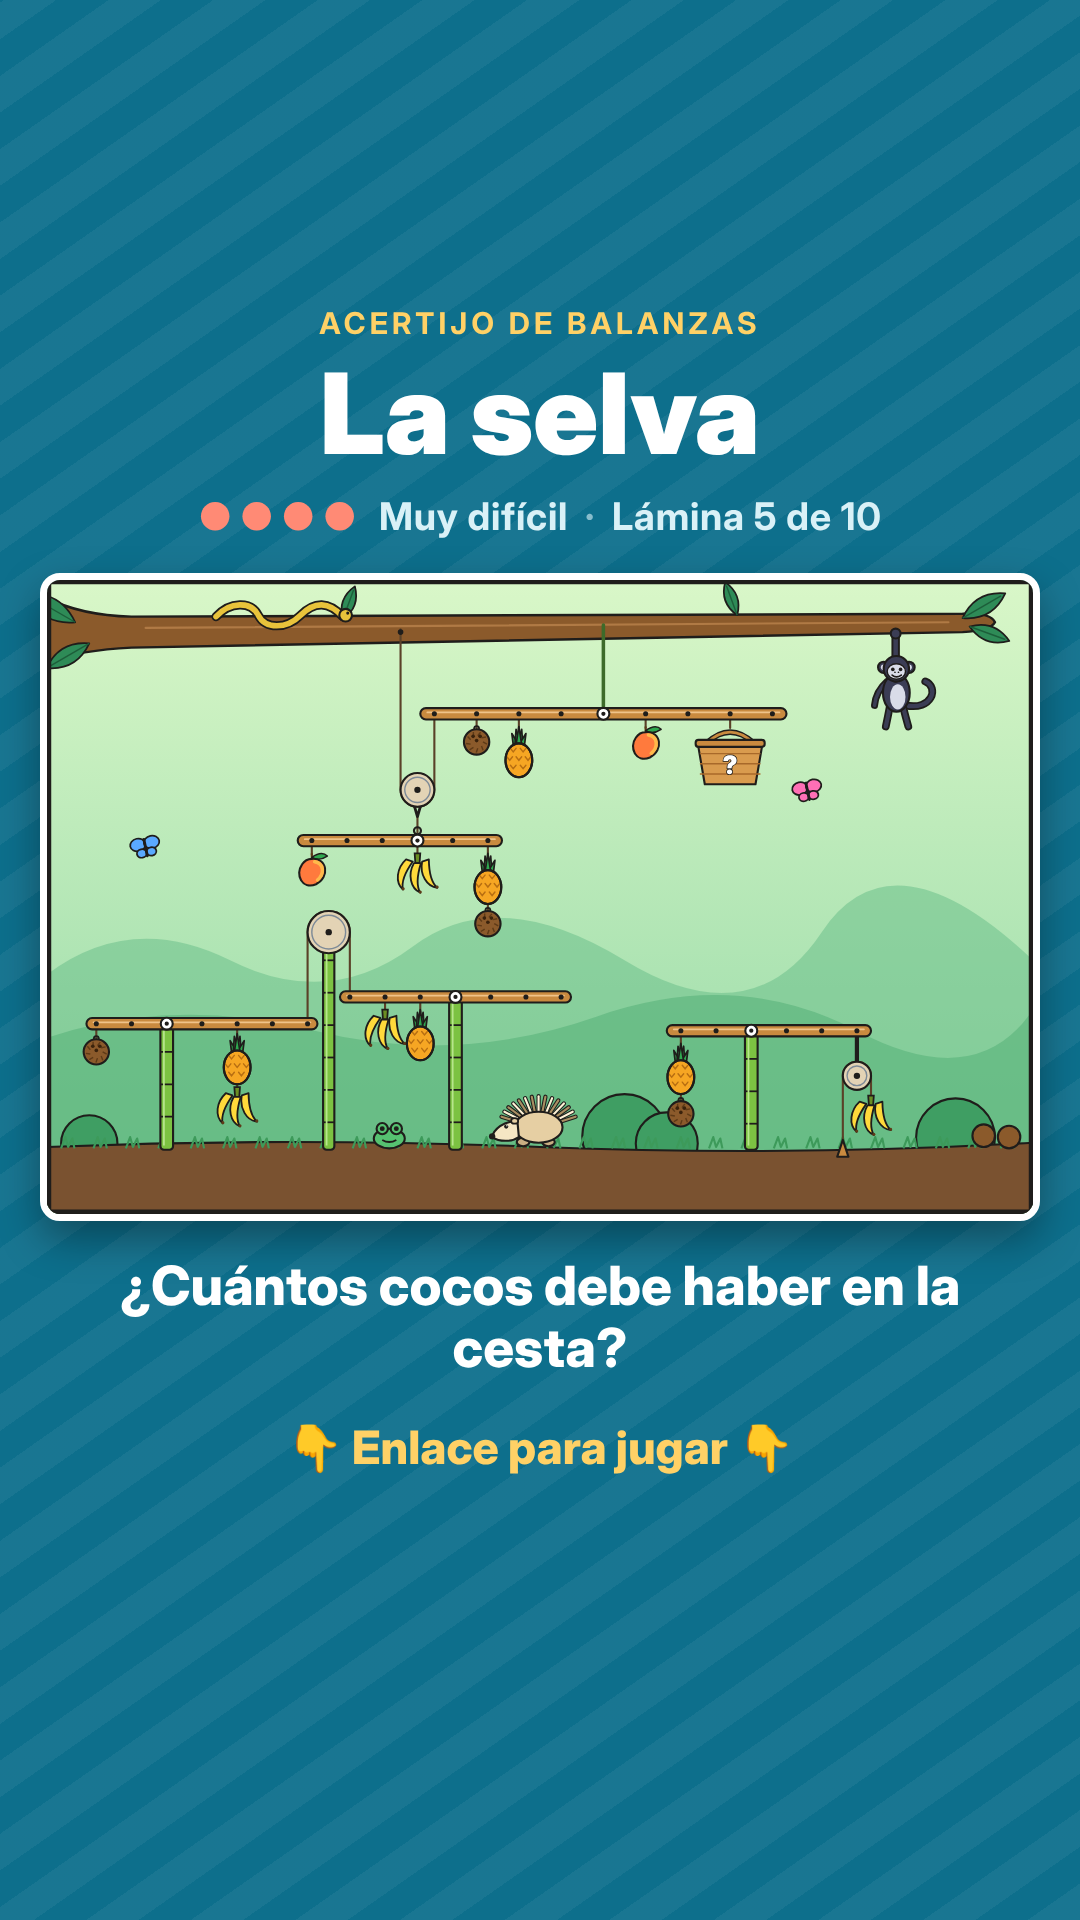 ACERTIJO DE BALANZAS
La selva
Muy difícil · Lámina 5 de 10
?
¿Cuántos cocos debe haber en la
cesta?
👇 Enlace para jugar 👇